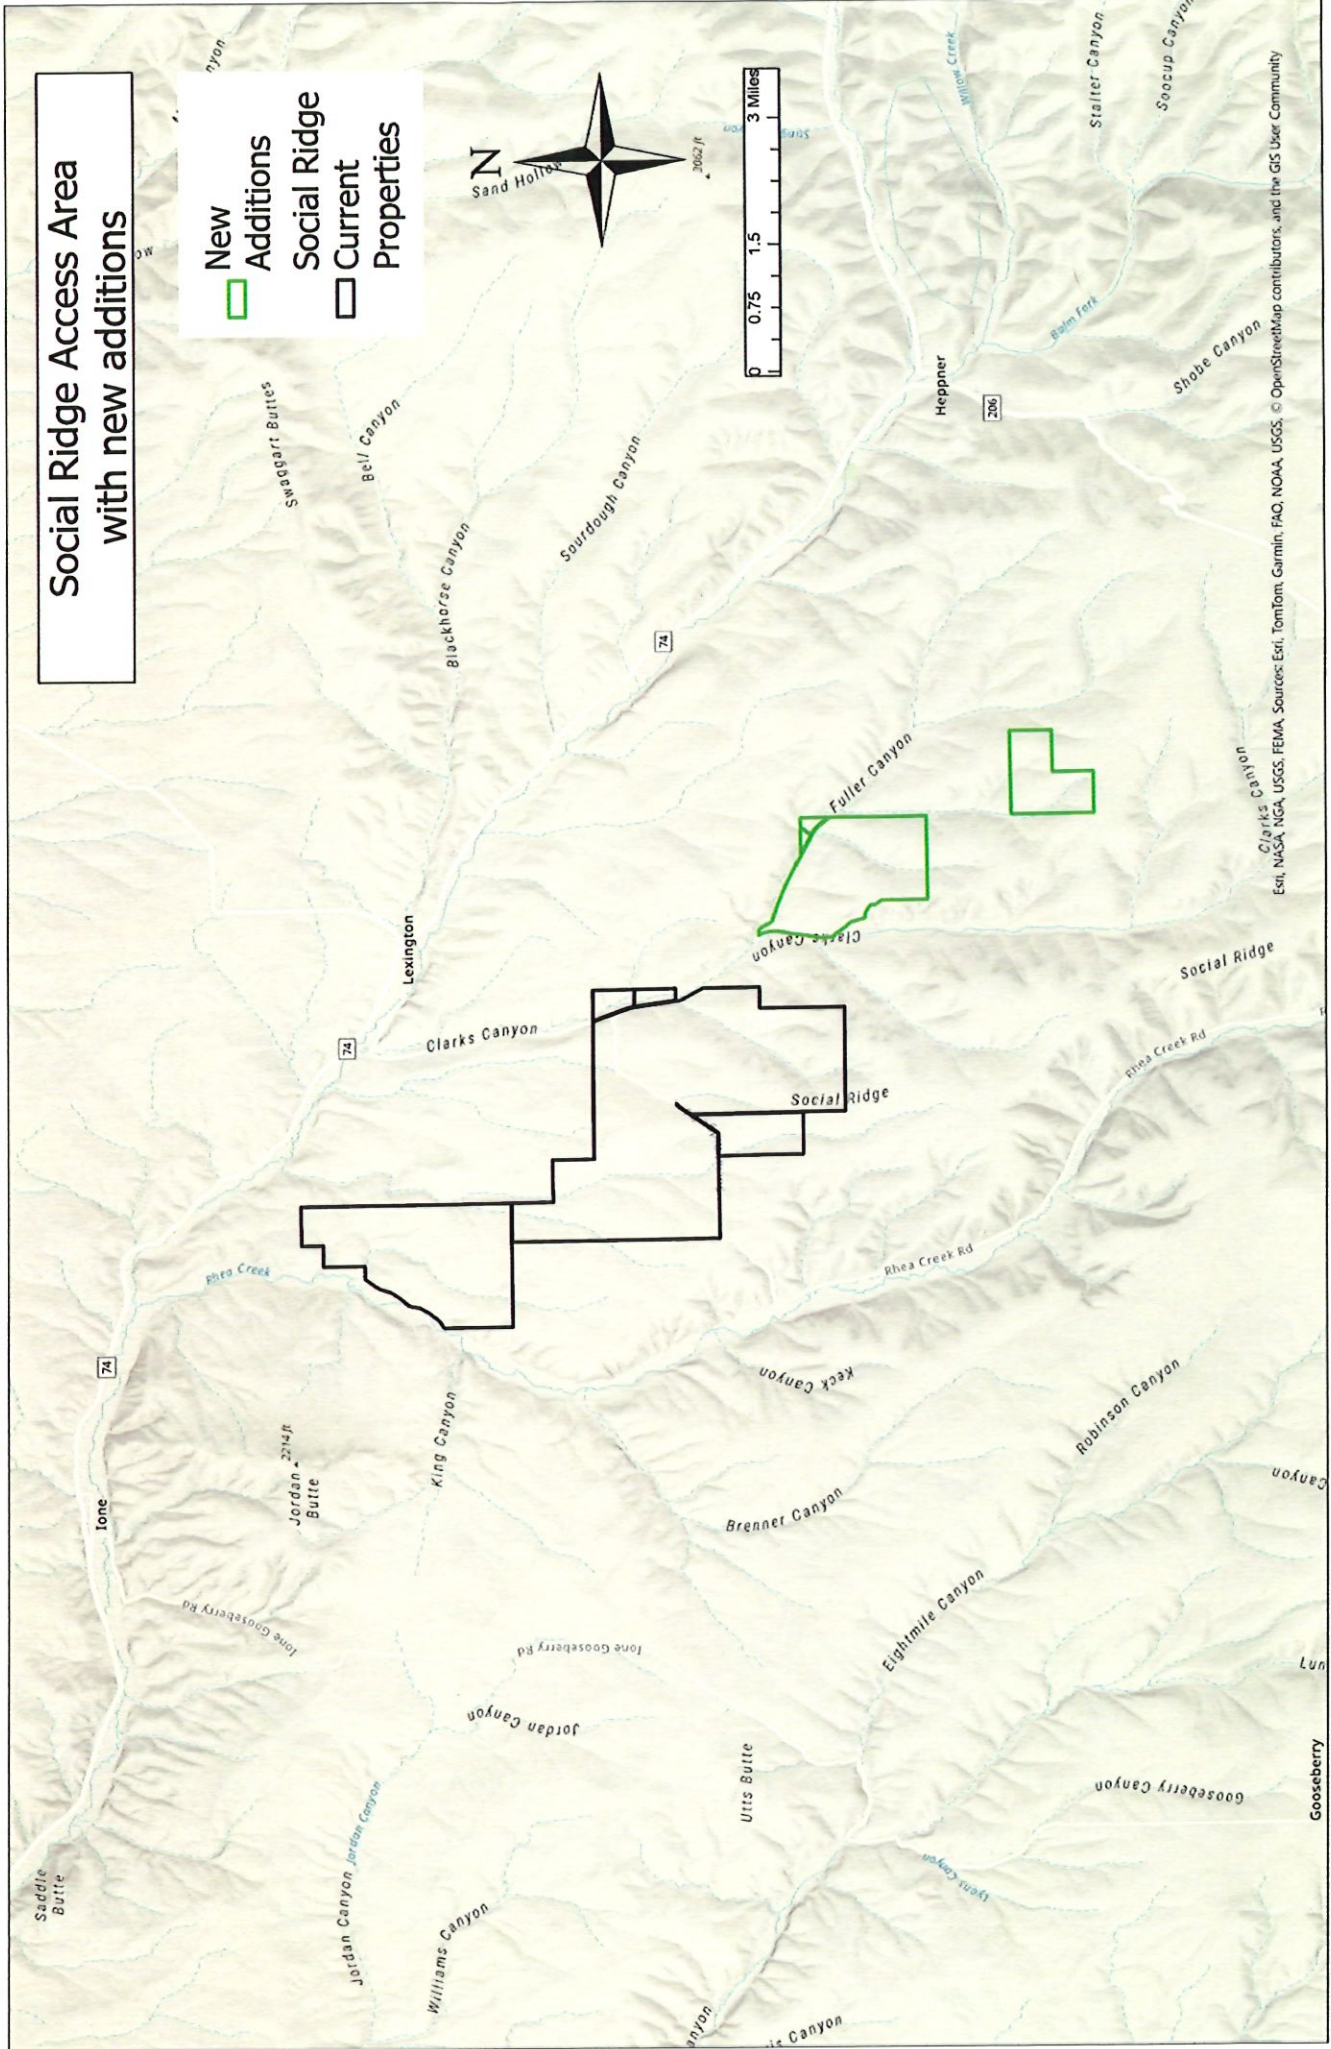 Social Ridge Access Area
with new additions
New
Additions
Social Ridge
Current
Properties
N
0 0.75 1.5 3 Miles
Saddle
Butte
Ione
74
Ione Gooseberry Rd
Jordan
Butte
2214 ft
Rhea Creek
74
Lexington
Swaggart Buttes
Bell Canyon
Blackhorse Canyon
Sourdough Canyon
Sand Hollow
2062 ft
Jordan Canyon
Jordan Canyon
Williams Canyon
Jordan Canyon
Ione Gooseberry Rd
King Canyon
Clarks Canyon
74
Utts Butte
Brenner Canyon
Keck Canyon
Social Ridge
Clarks Canyon
Fuller Canyon
Heppner
206
Willow Creek
Balm Fork
Stalter Canyon
Soocup Canyon
Shobe Canyon
Eightmile Canyon
Robinson Canyon
Rhea Creek Rd
Rhea Creek Rd
Social Ridge
Clarks Canyon
Lyons Canyon
Gooseberry Canyon
Gooseberry
Canyon
Canyon
Esri, NASA, NGA, USGS, FEMA, Sources: Esri, TomTom, Garmin, FAO, NOAA, USGS, © OpenStreetMap contributors, and the GIS User Community